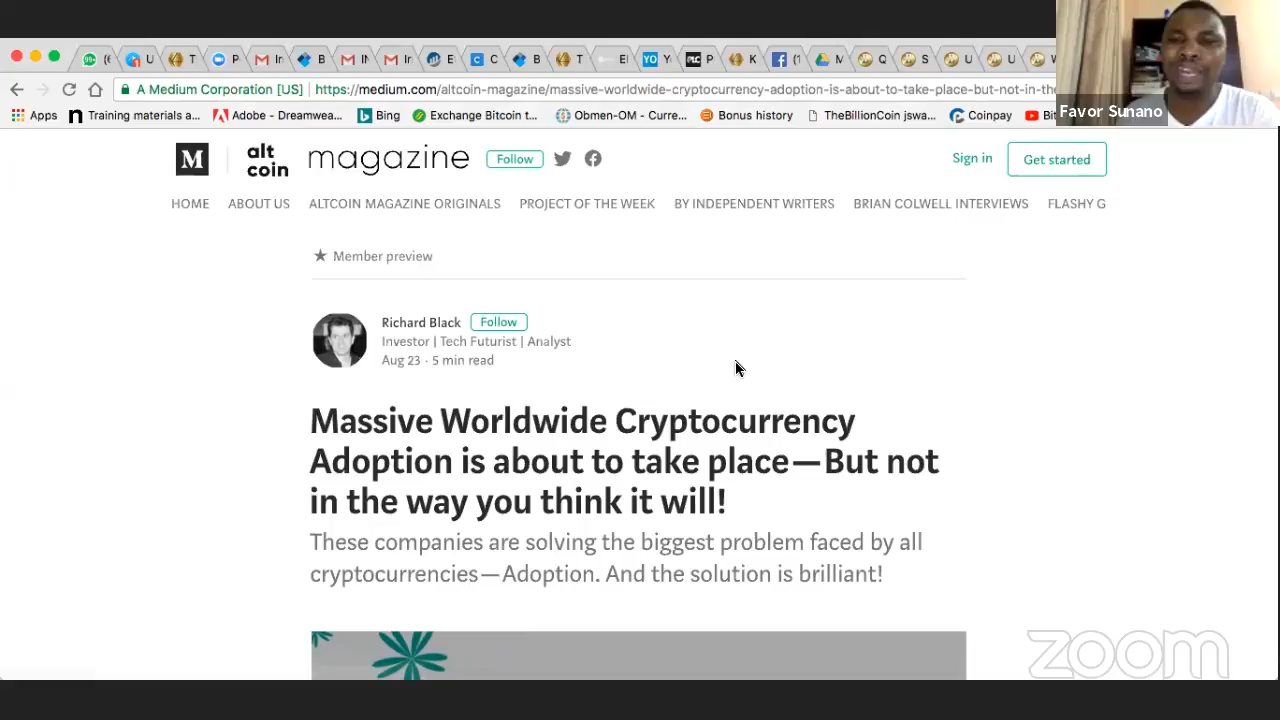 A Medium Corporation [US] | https://medium.com/altcoin-magazine/massive-worldwide-cryptocurrency-adoption-is-about-to-take-place-but-not-in-the
Favor Sunano
Apps Training materials a... Adobe - Dreamwea... Bing Exchange Bitcoin t... Obmen-OM - Curre... Bonus history TheBillionCoin jswa... Coinpay
M alt coin magazine Follow Sign in Get started
HOME ABOUT US ALTCOIN MAGAZINE ORIGINALS PROJECT OF THE WEEK BY INDEPENDENT WRITERS BRIAN COLWELL INTERVIEWS FLASHY G
Member preview
Richard Black Follow
Investor | Tech Futurist | Analyst
Aug 23 · 5 min read
Massive Worldwide Cryptocurrency
Adoption is about to take place—But not
in the way you think it will!
These companies are solving the biggest problem faced by all
cryptocurrencies—Adoption. And the solution is brilliant!
zoom